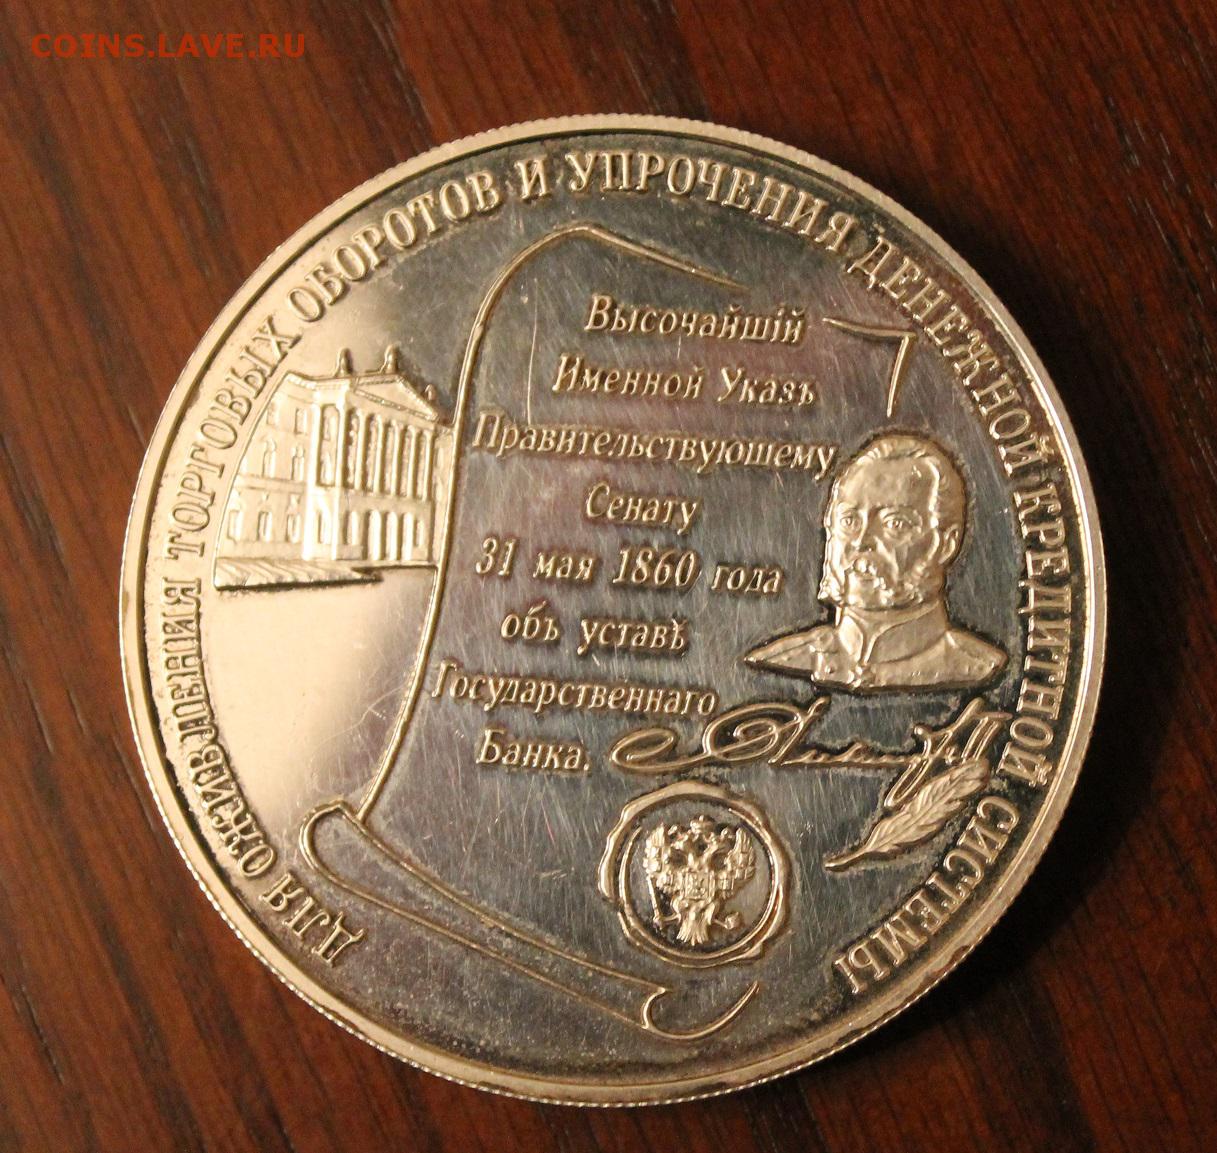 COINS.LAVE.RU
ДЛЯ ОЖИВЛЕНИЯ ТОРГОВЫХ ОБОРОТОВ И УПРОЧЕНИЯ ДЕНЕЖНОЙ КРЕДИТНОЙ СИСТЕМЫ
Высочайшій
Именной Указъ
Правительствующему
Сенату
31 мая 1860 года
объ уставѣ
Государственнаго
Банка.